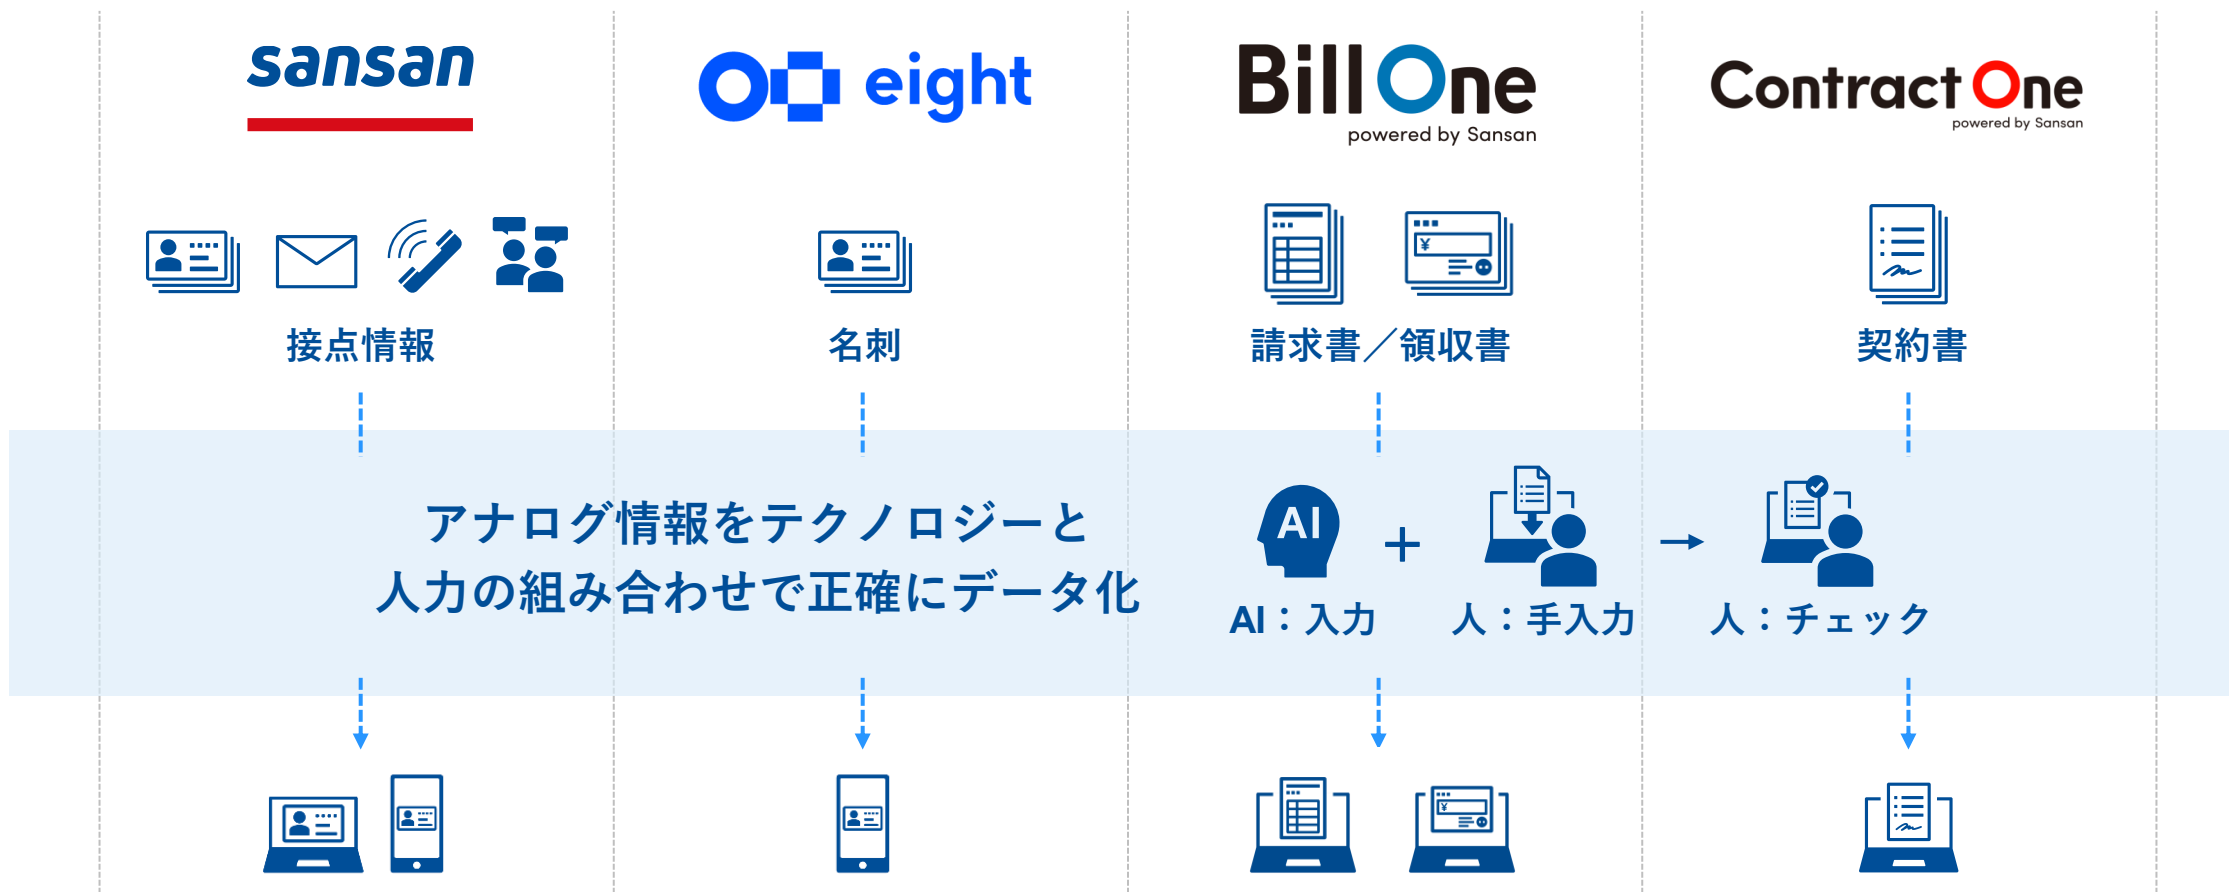 sansan
eight
Bill One
powered by Sansan
Contract One
powered by Sansan
¥
接点情報
名刺
請求書／領収書
契約書
アナログ情報をテクノロジーと
人力の組み合わせで正確にデータ化
AI
+
AI：入力
人：手入力
人：チェック
¥